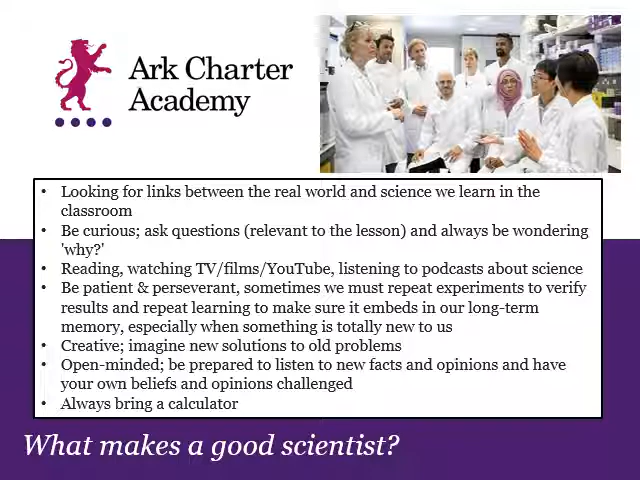 Ark Charter
Academy
• Looking for links between the real world and science we learn in the
classroom
• Be curious; ask questions (relevant to the lesson) and always be wondering
'why?'
• Reading, watching TV/films/YouTube, listening to podcasts about science
• Be patient & perseverant, sometimes we must repeat experiments to verify
results and repeat learning to make sure it embeds in our long-term
memory, especially when something is totally new to us
• Creative; imagine new solutions to old problems
• Open-minded; be prepared to listen to new facts and opinions and have
your own beliefs and opinions challenged
• Always bring a calculator
What makes a good scientist?